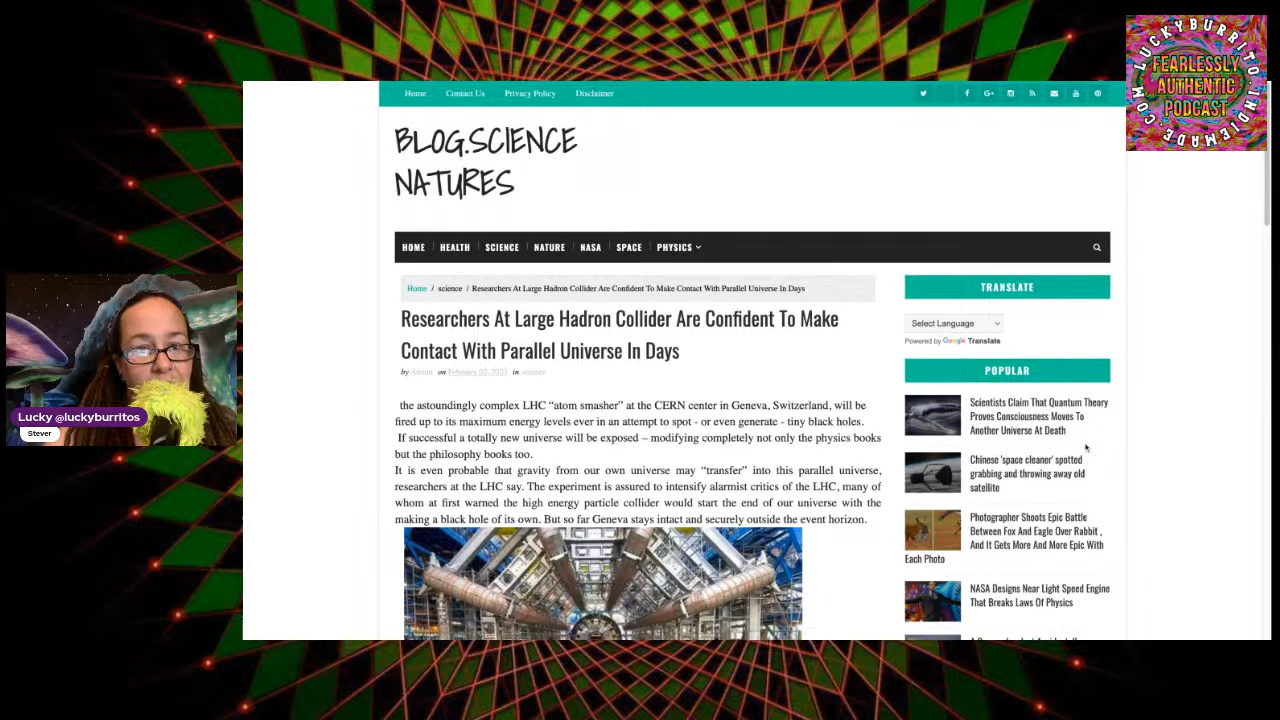 Home Contact Us Privacy Policy Disclaimer
BLOG.SCIENCE
NATURES
HOME HEALTH SCIENCE NATURE NASA SPACE PHYSICS
Home / science / Researchers At Large Hadron Collider Are Confident To Make Contact With Parallel Universe In Days
Researchers At Large Hadron Collider Are Confident To Make
Contact With Parallel Universe In Days
by Admin on February 02, in science
the astoundingly complex LHC “atom smasher” at the CERN center in Geneva, Switzerland, will be
fired up to its maximum energy levels ever in an attempt to spot - or even generate - tiny black holes.
If successful a totally new universe will be exposed – modifying completely not only the physics books
but the philosophy books too.
It is even probable that gravity from our own universe may “transfer” into this parallel universe,
researchers at the LHC say. The experiment is assured to intensify alarmist critics of the LHC, many of
whom at first warned the high energy particle collider would start the end of our universe with the
making a black hole of its own. But so far Geneva stays intact and securely outside the event horizon.
TRANSLATE
Select Language
Powered by Google Translate
POPULAR
Scientists Claim That Quantum Theory
Proves Consciousness Moves To
Another Universe At Death
Chinese 'space cleaner' spotted
grabbing and throwing away old
satellite
Photographer Shoots Epic Battle
Between Fox And Eagle Over Rabbit ,
And It Gets More And More Epic With
Each Photo
NASA Designs Near Light Speed Engine
That Breaks Laws Of Physics
LUCKYBURRITO.INDIEMADE.COM
FEARLESSLY
AUTHENTIC
PODCAST
Lucky @luckyburritos
Stever